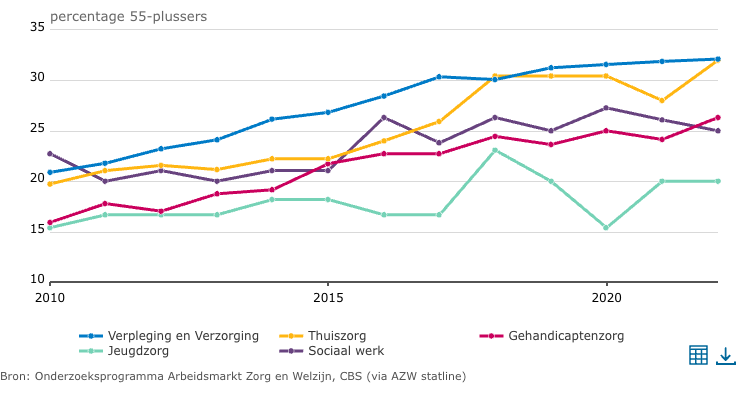 percentage 55-plussers
35
30
25
20
15
10
2010 2015 2020
Verpleging en Verzorging Thuiszorg Gehandicaptenzorg
Jeugdzorg Sociaal werk
Bron: Onderzoeksprogramma Arbeidsmarkt Zorg en Welzijn, CBS (via AZW statline)